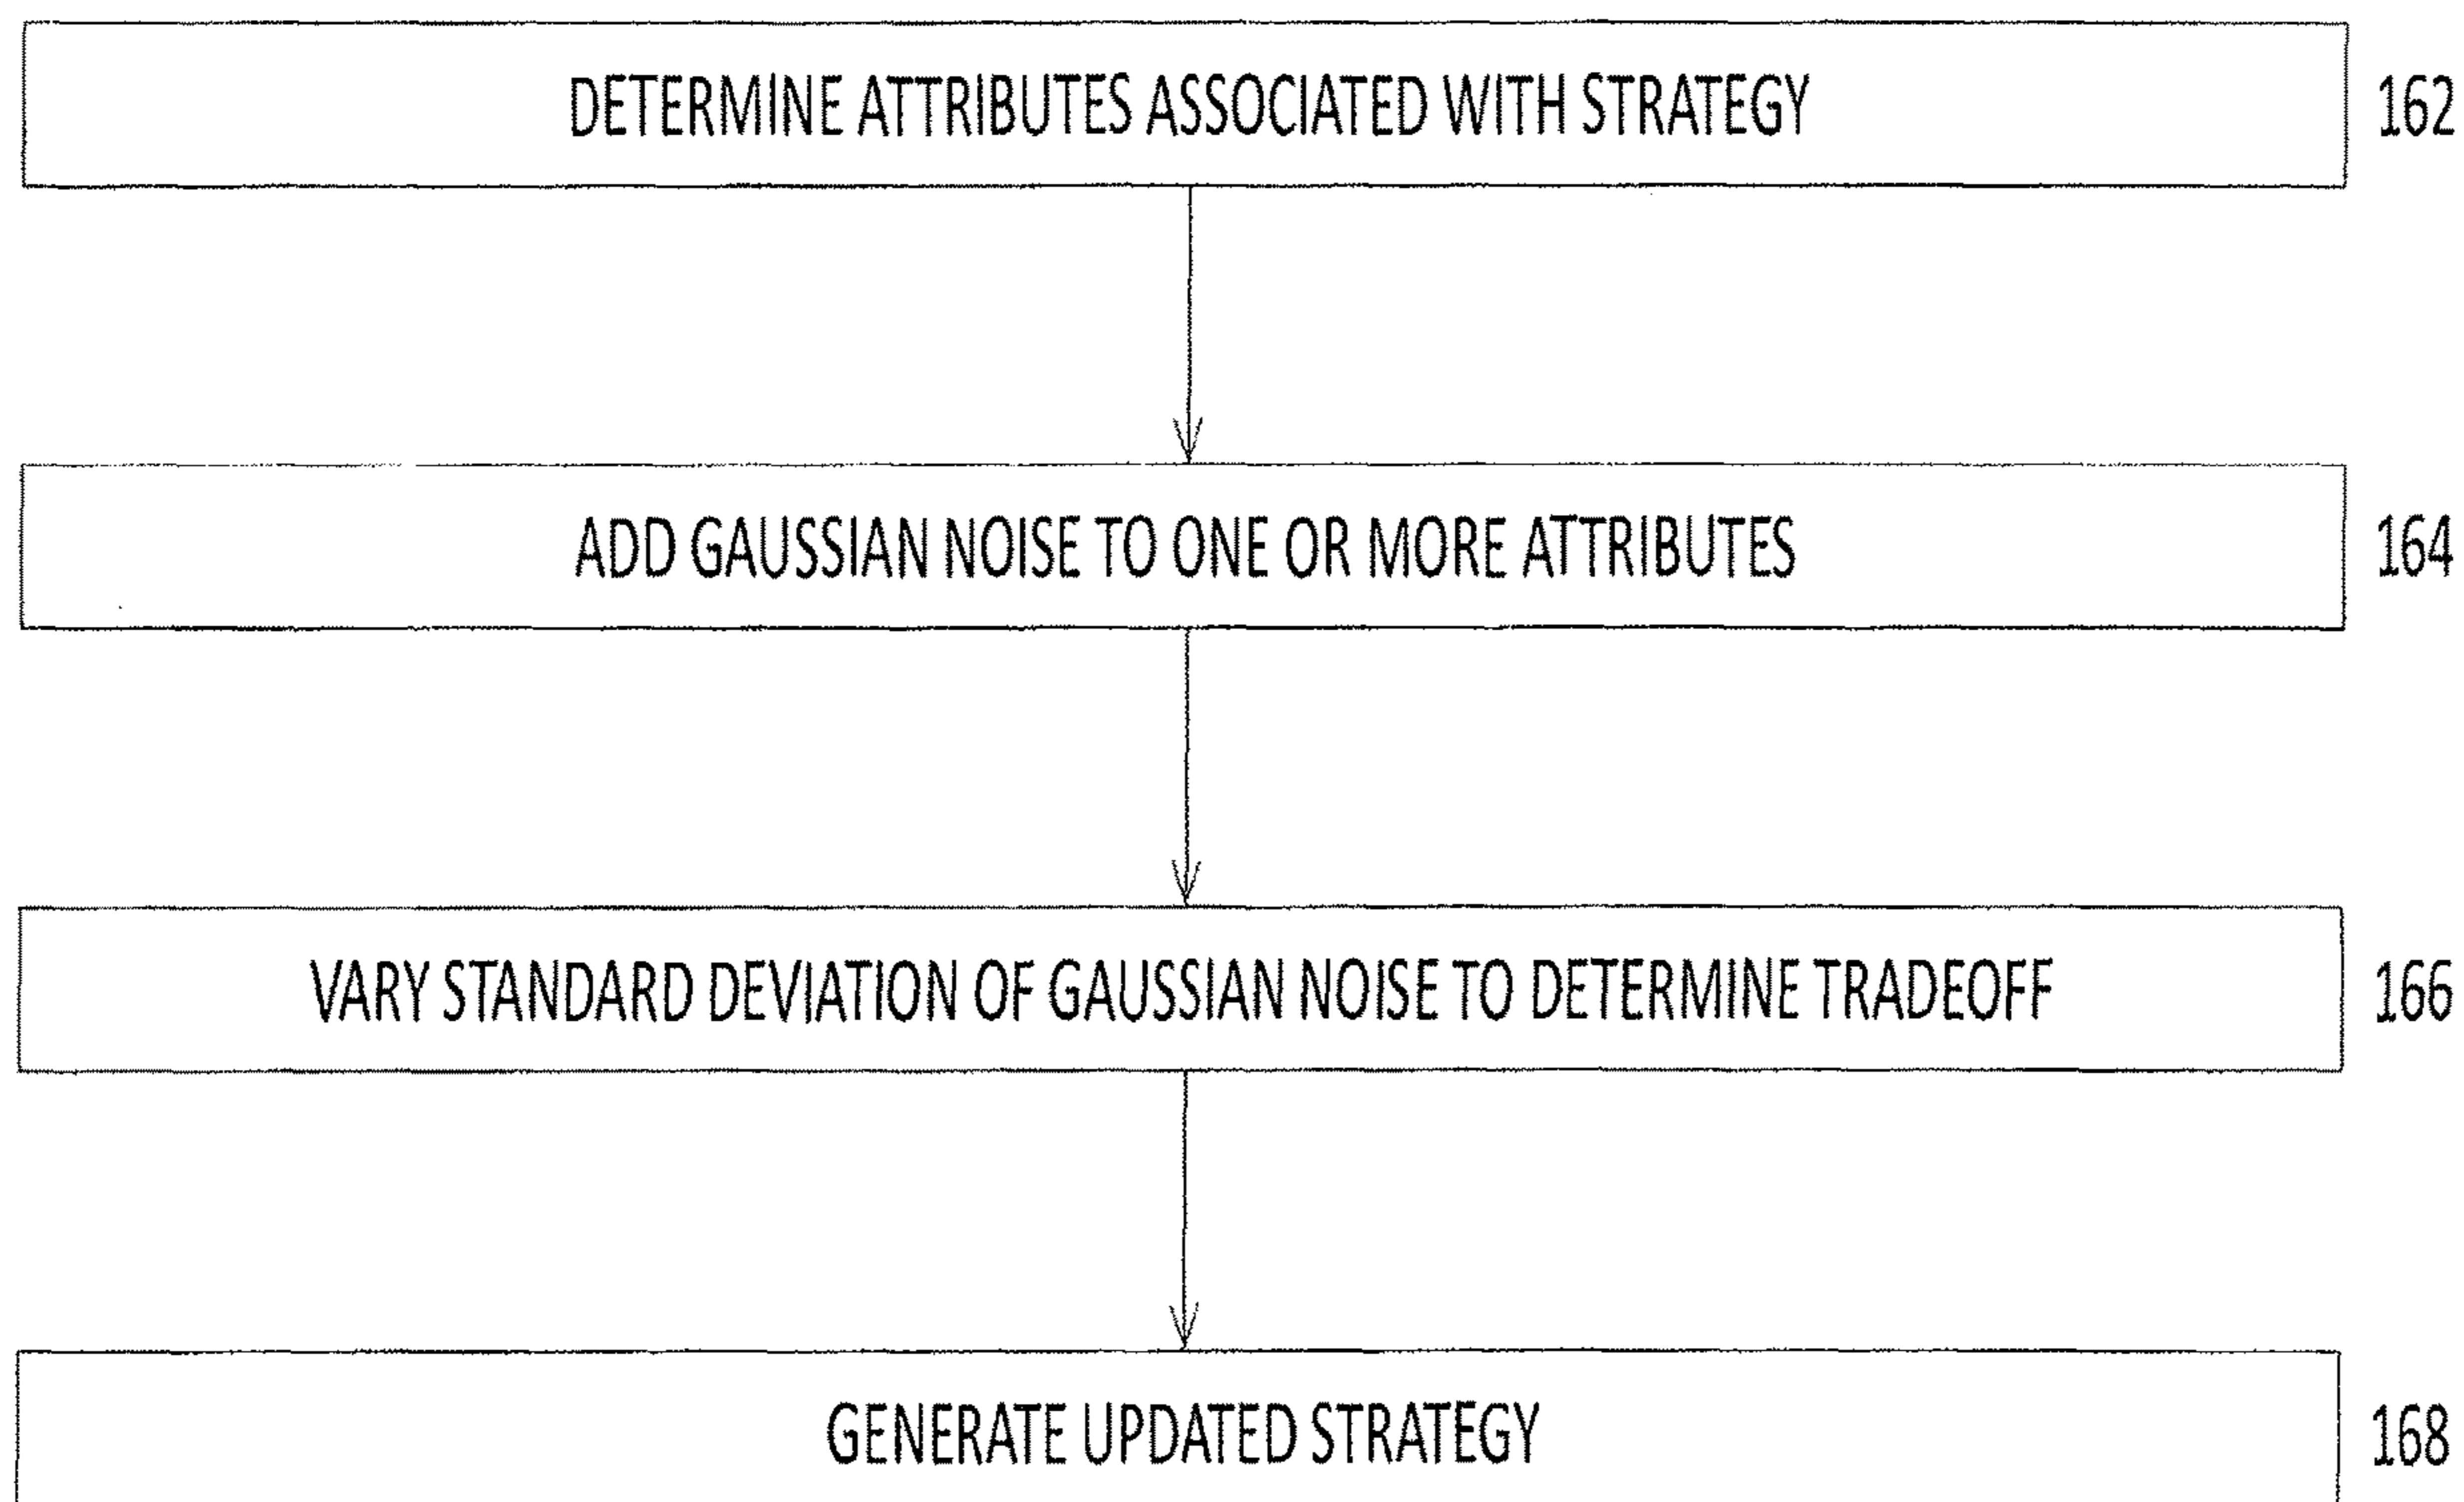 DETERMINE ATTRIBUTES ASSOCIATED WITH STRATEGY 162
ADD GAUSSIAN NOISE TO ONE OR MORE ATTRIBUTES 164
VARY STANDARD DEVIATION OF GAUSSIAN NOISE TO DETERMINE TRADEOFF 166
GENERATE UPDATED STRATEGY 168